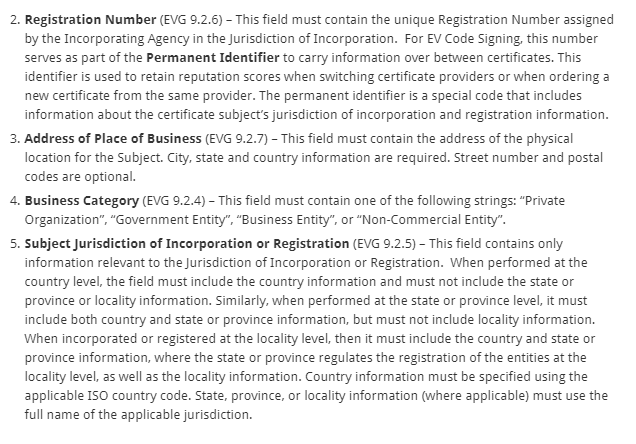 2. Registration Number (EVG 9.2.6) – This field must contain the unique Registration Number assigned
by the Incorporating Agency in the Jurisdiction of Incorporation.  For EV Code Signing, this number
serves as part of the Permanent Identifier to carry information over between certificates. This
identifier is used to retain reputation scores when switching certificate providers or when ordering a
new certificate from the same provider. The permanent identifier is a special code that includes
information about the certificate subject's jurisdiction of incorporation and registration information.
3. Address of Place of Business (EVG 9.2.7) – This field must contain the address of the physical
location for the Subject. City, state and country information are required. Street number and postal
codes are optional.
4. Business Category (EVG 9.2.4) – This field must contain one of the following strings: “Private
Organization”, “Government Entity”, “Business Entity”, or “Non-Commercial Entity”.
5. Subject Jurisdiction of Incorporation or Registration (EVG 9.2.5) – This field contains only
information relevant to the Jurisdiction of Incorporation or Registration.  When performed at the
country level, the field must include the country information and must not include the state or
province or locality information. Similarly, when performed at the state or province level, it must
include both country and state or province information, but must not include locality information.
When incorporated or registered at the locality level, then it must include the country and state or
province information, where the state or province regulates the registration of the entities at the
locality level, as well as the locality information. Country information must be specified using the
applicable ISO country code. State, province, or locality information (where applicable) must use the
full name of the applicable jurisdiction.